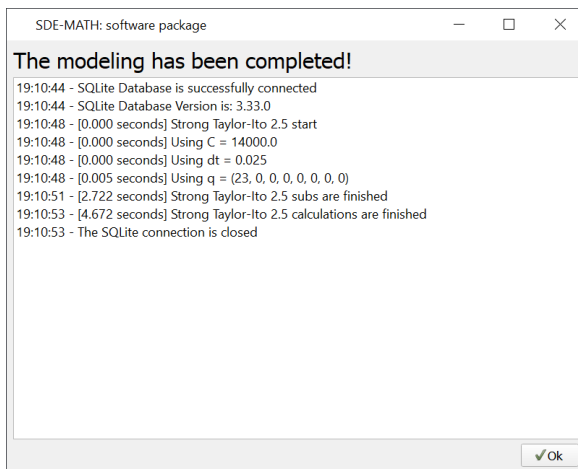 SDE-MATH: software package
The modeling has been completed!
19:10:44 - SQLite Database is successfully connected
19:10:44 - SQLite Database Version is: 3.33.0
19:10:48 - [0.000 seconds] Strong Taylor-Ito 2.5 start
19:10:48 - [0.000 seconds] Using C = 14000.0
19:10:48 - [0.000 seconds] Using dt = 0.025
19:10:48 - [0.005 seconds] Using q = (23, 0, 0, 0, 0, 0, 0, 0)
19:10:51 - [2.722 seconds] Strong Taylor-Ito 2.5 subs are finished
19:10:53 - [4.672 seconds] Strong Taylor-Ito 2.5 calculations are finished
19:10:53 - The SQLite connection is closed
Ok